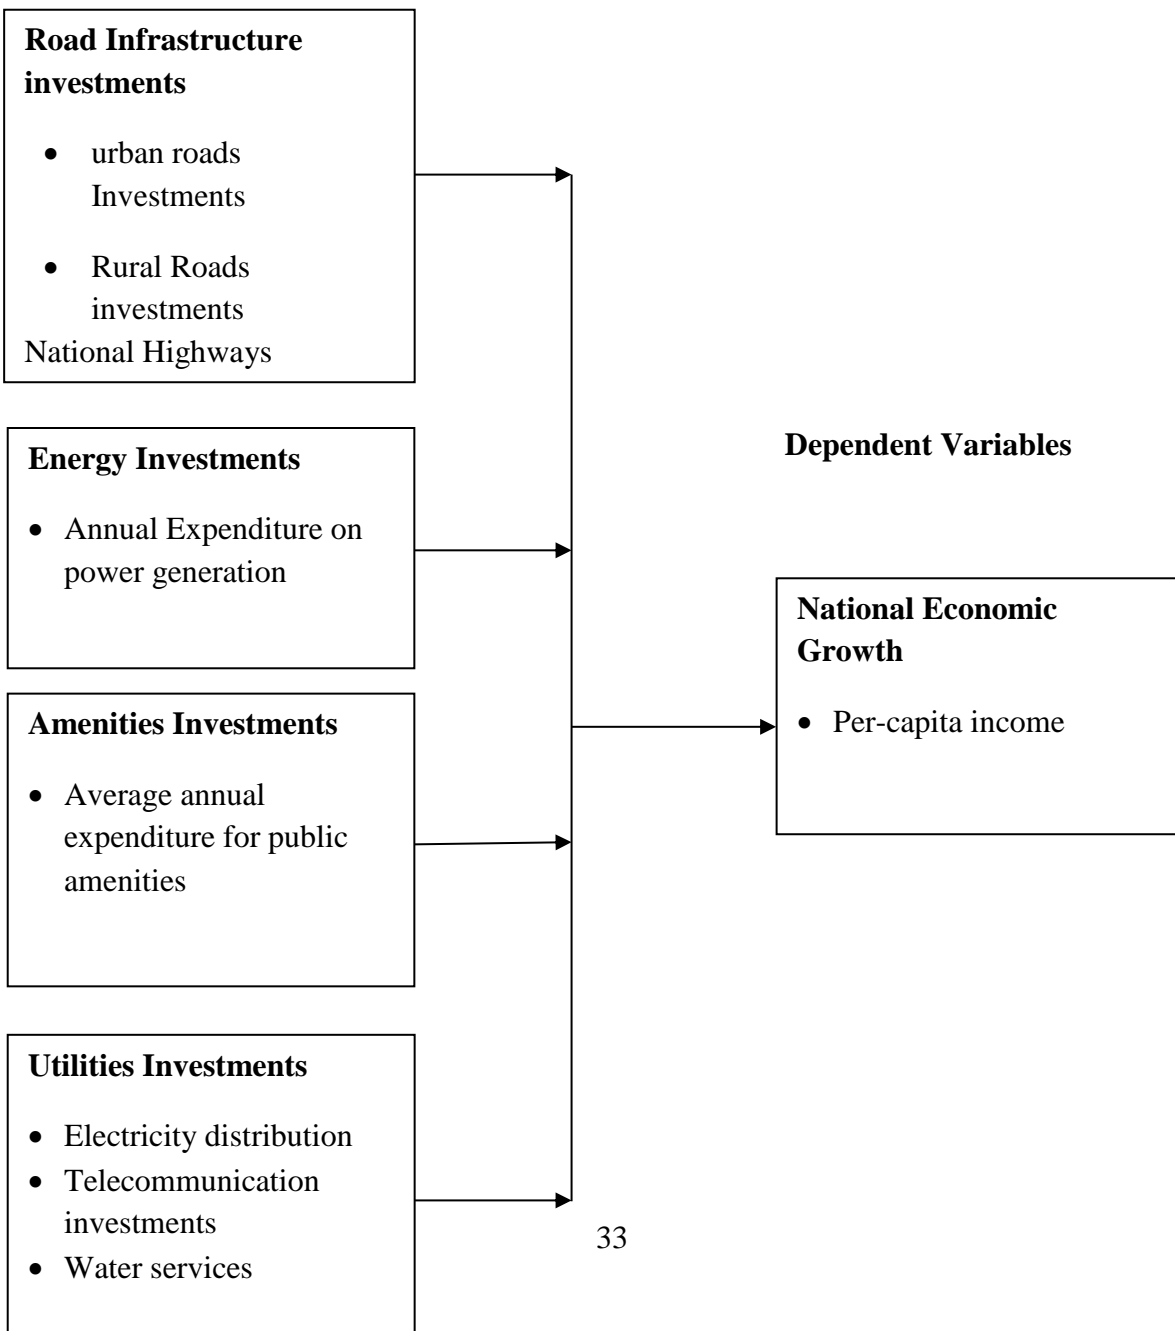 Road Infrastructure
investments
• urban roads
Investments
• Rural Roads
investments
National Highways
Energy Investments
• Annual Expenditure on
power generation
Amenities Investments
• Average annual
expenditure for public
amenities
Utilities Investments
• Electricity distribution
• Telecommunication
investments
• Water services
Dependent Variables
National Economic
Growth
• Per-capita income
33